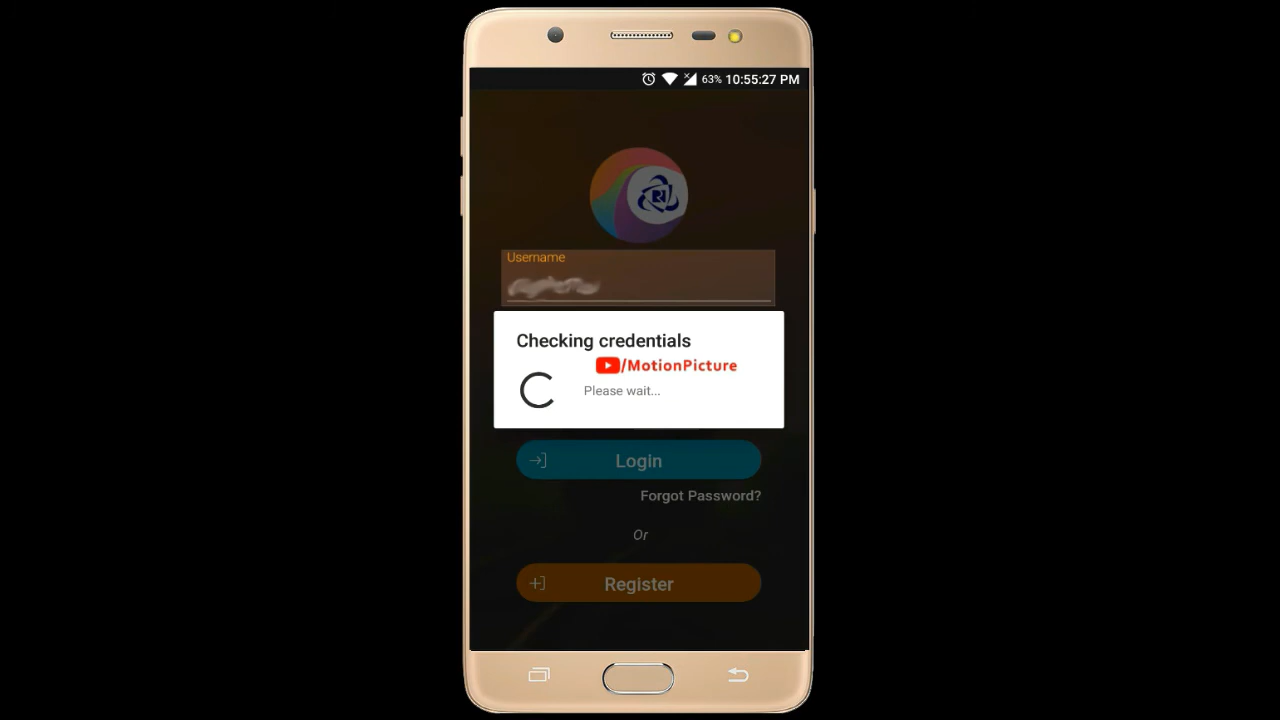 63% 10:55:27 PM
Username
Checking credentials
/MotionPicture
Please wait...
Login
Forgot Password?
Or
Register